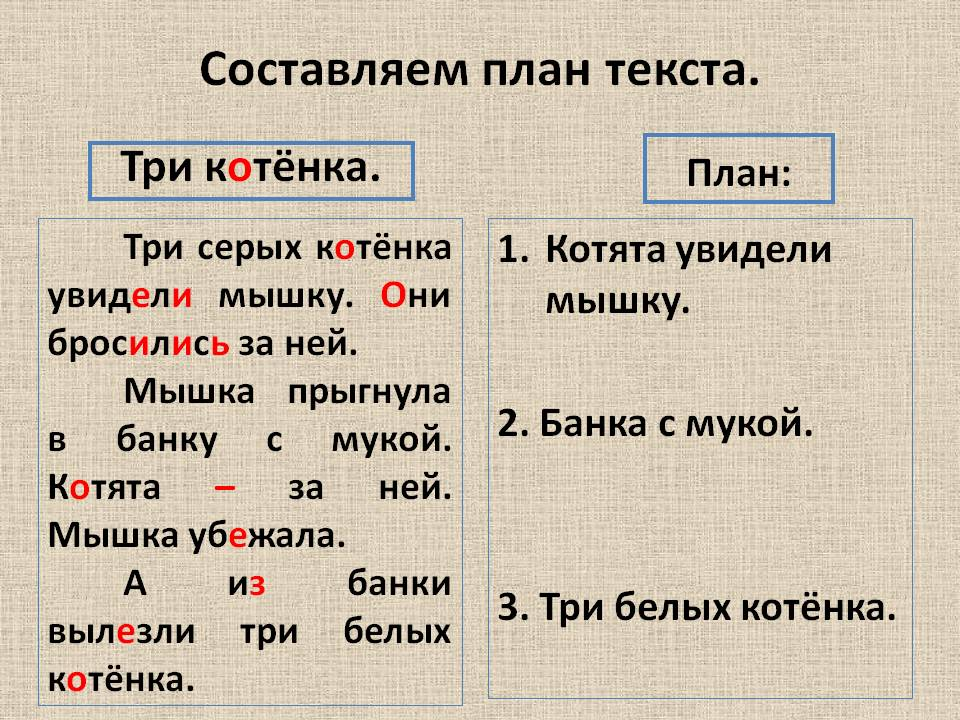 Составляем план текста.
Три котёнка.
Три серых котёнка
увидели мышку. Они
бросились за ней.
Мышка прыгнула
в банку с мукой.
Котята – за ней.
Мышка убежала.
А из банки
вылезли три белых
котёнка.
План:
1. Котята увидели
мышку.
2. Банка с мукой.
3. Три белых котёнка.